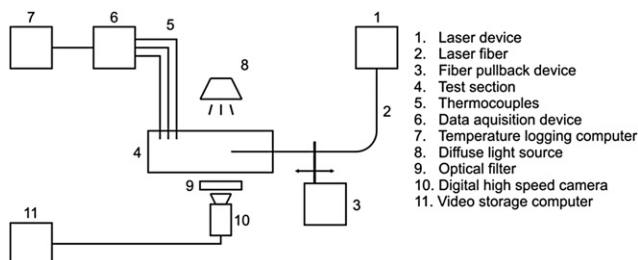 7
6
5
8
4
9
10
11
1
2
3
1. Laser device
2. Laser fiber
3. Fiber pullback device
4. Test section
5. Thermocouples
6. Data aquisition device
7. Temperature logging computer
8. Diffuse light source
9. Optical filter
10. Digital high speed camera
11. Video storage computer